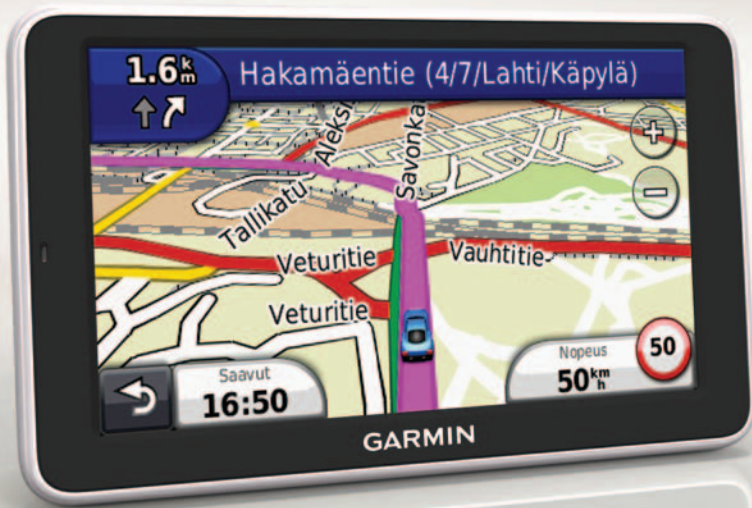 1.6 km
Hakamäentie (4/7/Lahti/Käpylä)
+
Aleksi
Savonka
−
Tallikatu
Veturitie
Vauhtitie
Veturitie
Saavut
16:50
Nopeus
50 km/h
50
GARMIN